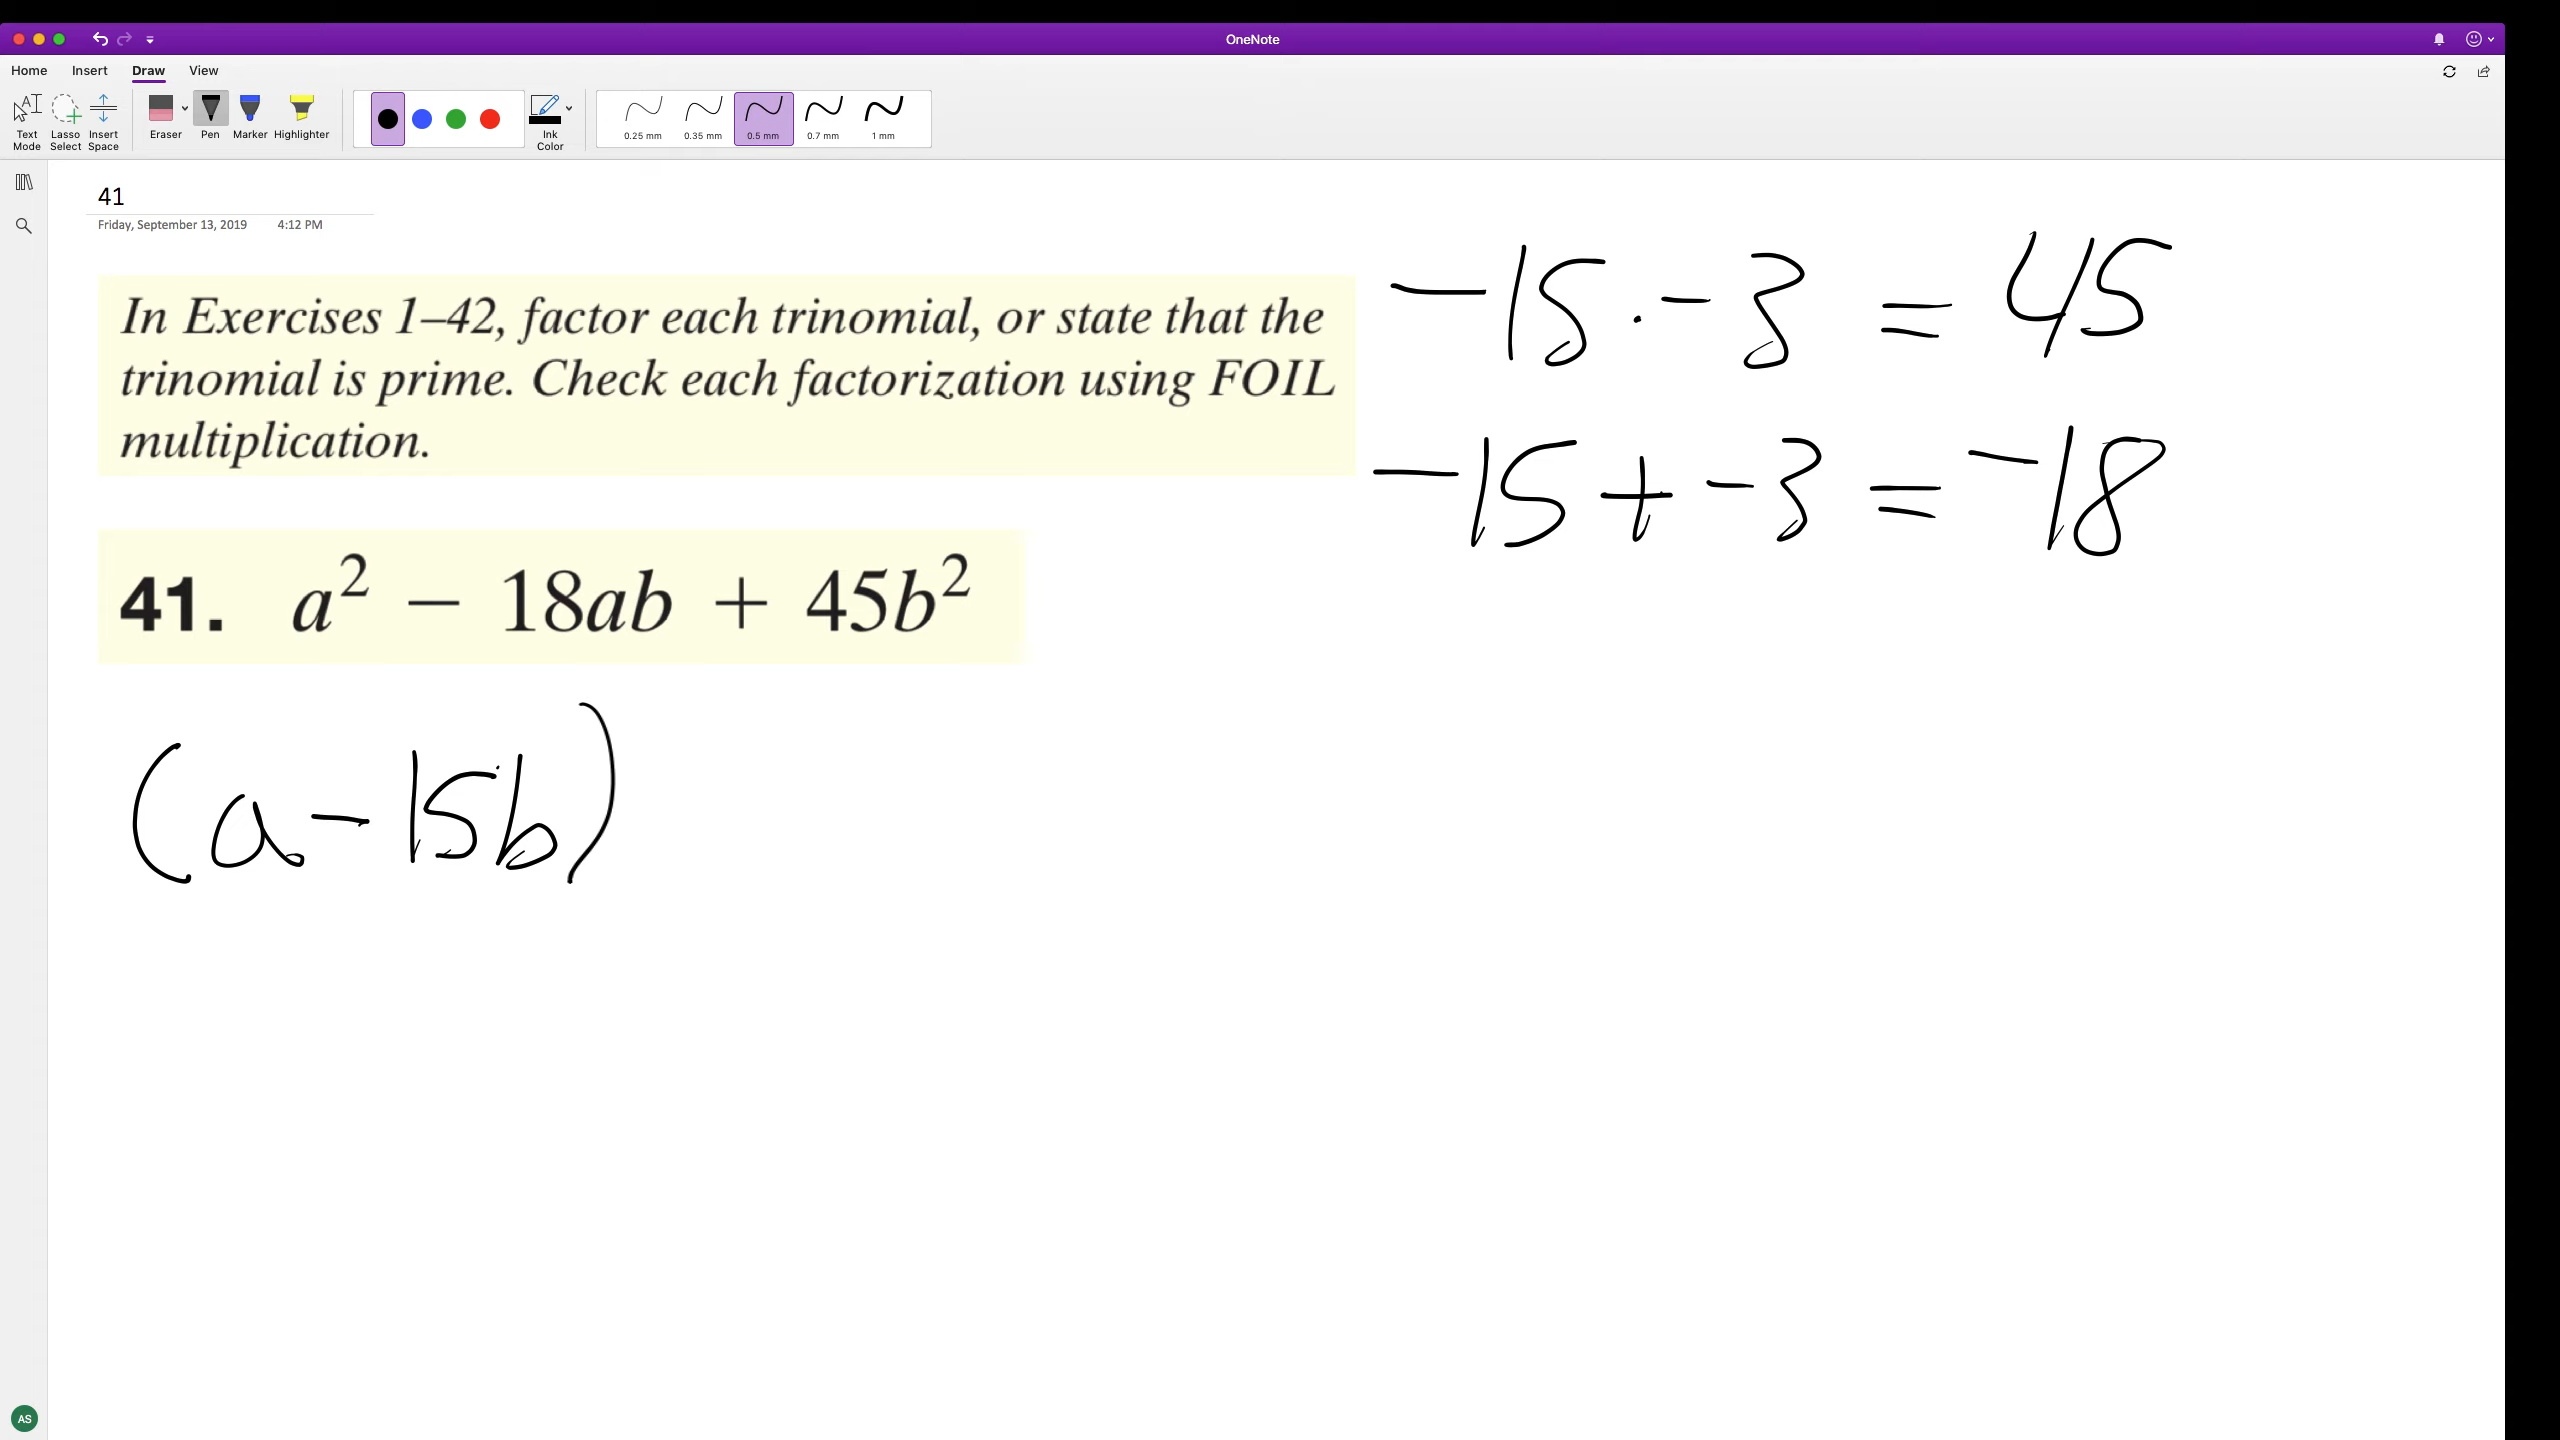 OneNote
Home Insert Draw View
Text Mode Lasso Select Insert Space Eraser Pen Marker Highlighter Ink Color 0.25 mm 0.35 mm 0.5 mm 0.7 mm 1 mm
41
Friday, September 13, 2019 4:12 PM
In Exercises 1–42, factor each trinomial, or state that the
trinomial is prime. Check each factorization using FOIL
multiplication.
-15 · -3 = 45
-15 + -3 = -18
41. a² − 18ab + 45b²
(a - 15b)
AS